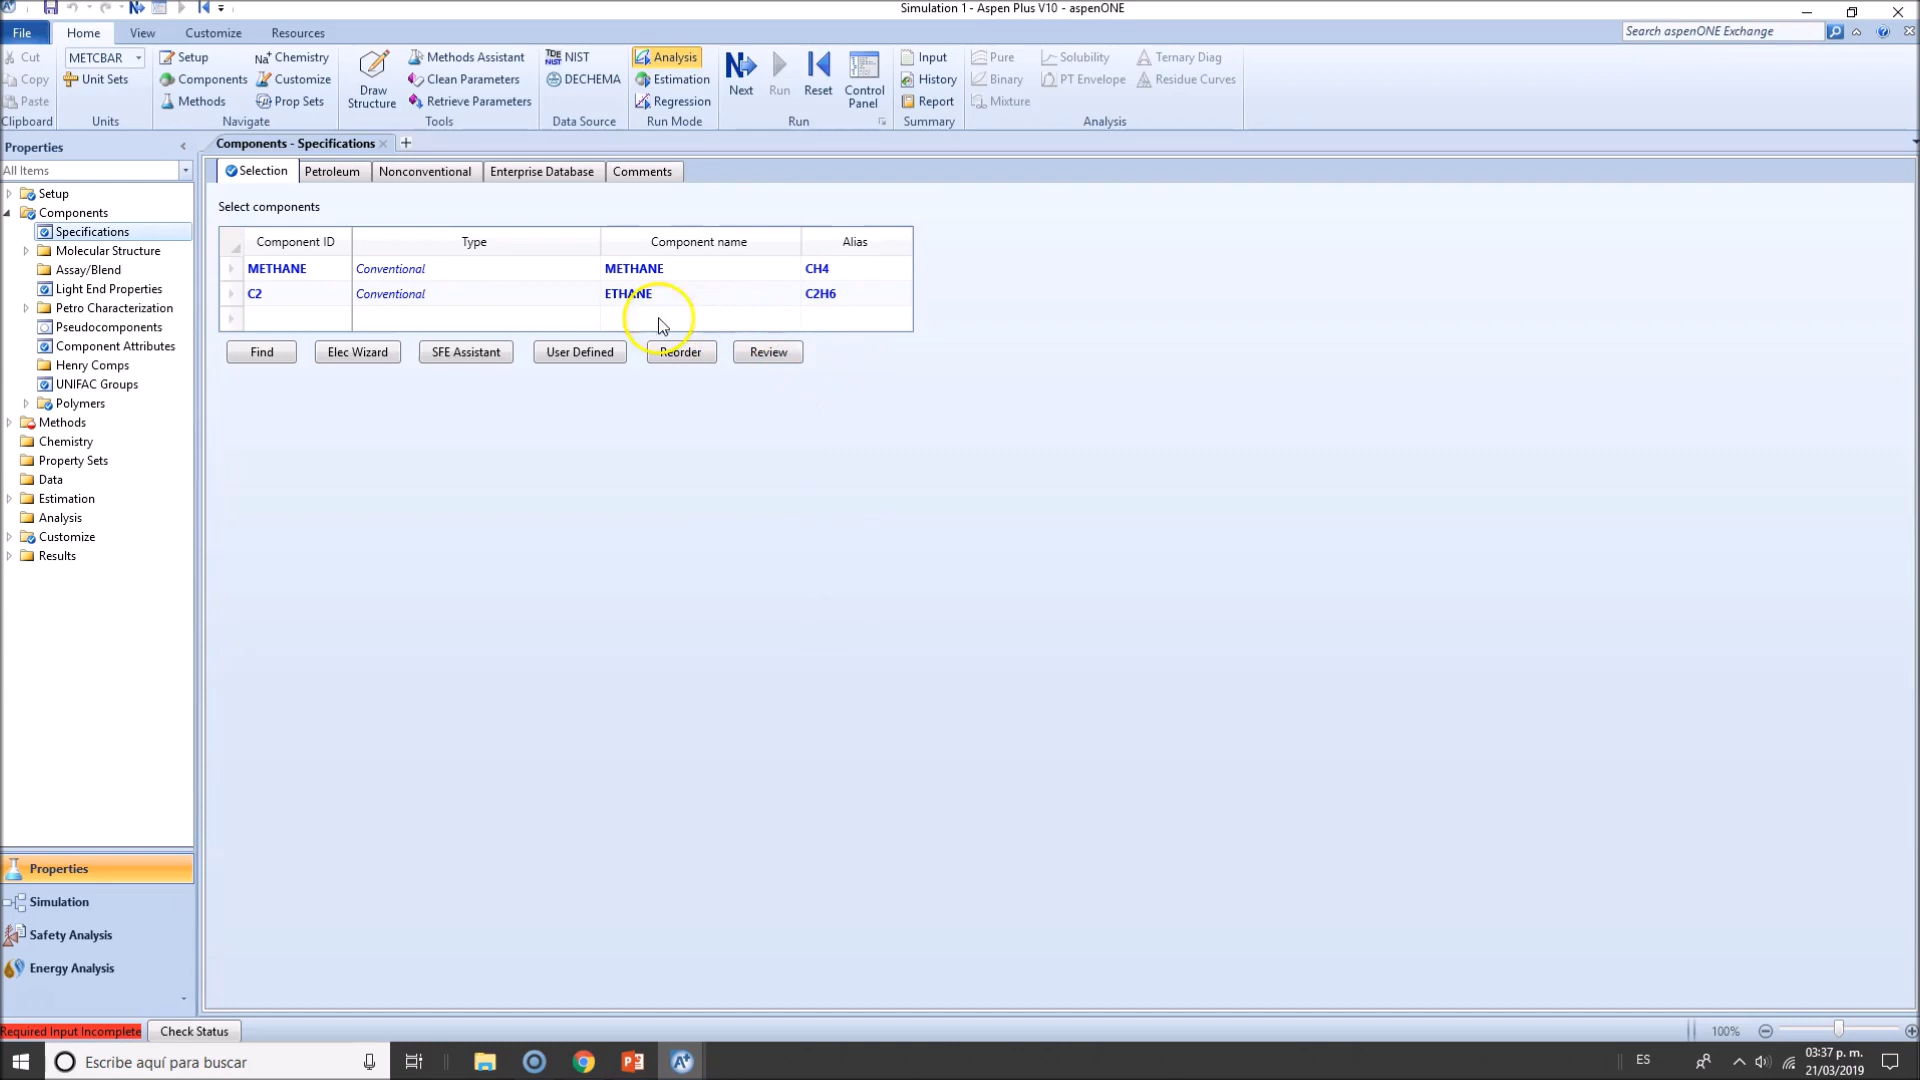 Simulation 1 - Aspen Plus V10 - aspenONE
File Home View Customize Resources
Search aspenONE Exchange
Cut
Copy
Paste
Clipboard
METCBAR
Unit Sets
Units
Setup
Components
Methods
Na+ Chemistry
Customize
Prop Sets
Navigate
Draw
Structure
Methods Assistant
Clean Parameters
Retrieve Parameters
Tools
NIST
DECHEMA
Data Source
Analysis
Estimation
Regression
Run Mode
Next
Run
Reset
Control
Panel
Run
Input
History
Report
Summary
Pure
Binary
Mixture
Solubility
PT Envelope
Ternary Diag
Residue Curves
Analysis
Properties
All Items
Setup
Components
Specifications
Molecular Structure
Assay/Blend
Light End Properties
Petro Characterization
Pseudocomponents
Component Attributes
Henry Comps
UNIFAC Groups
Polymers
Methods
Chemistry
Property Sets
Data
Estimation
Analysis
Customize
Results
Properties
Simulation
Safety Analysis
Energy Analysis
Components - Specifications
Selection Petroleum Nonconventional Enterprise Database Comments
Select components
Component ID Type Component name Alias
METHANE Conventional METHANE CH4
C2 Conventional ETHANE C2H6
Find Elec Wizard SFE Assistant User Defined Reorder Review
Required Input Incomplete Check Status
100%
Escribe aquí para buscar
ES
03:37 p. m.
21/03/2019